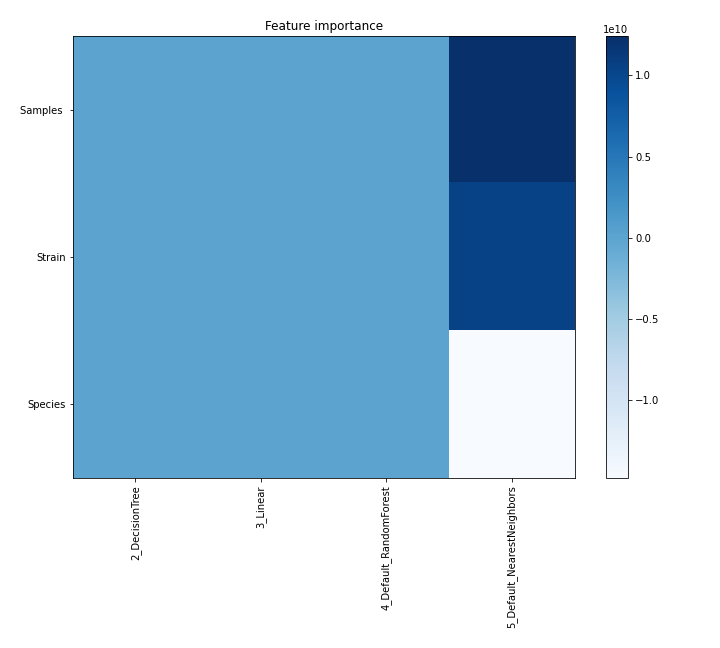 Feature importance
1e10
Samples
Strain
Species
1.0
0.5
0.0
−0.5
−1.0
2_DecisionTree
3_Linear
4_Default_RandomForest
5_Default_NearestNeighbors